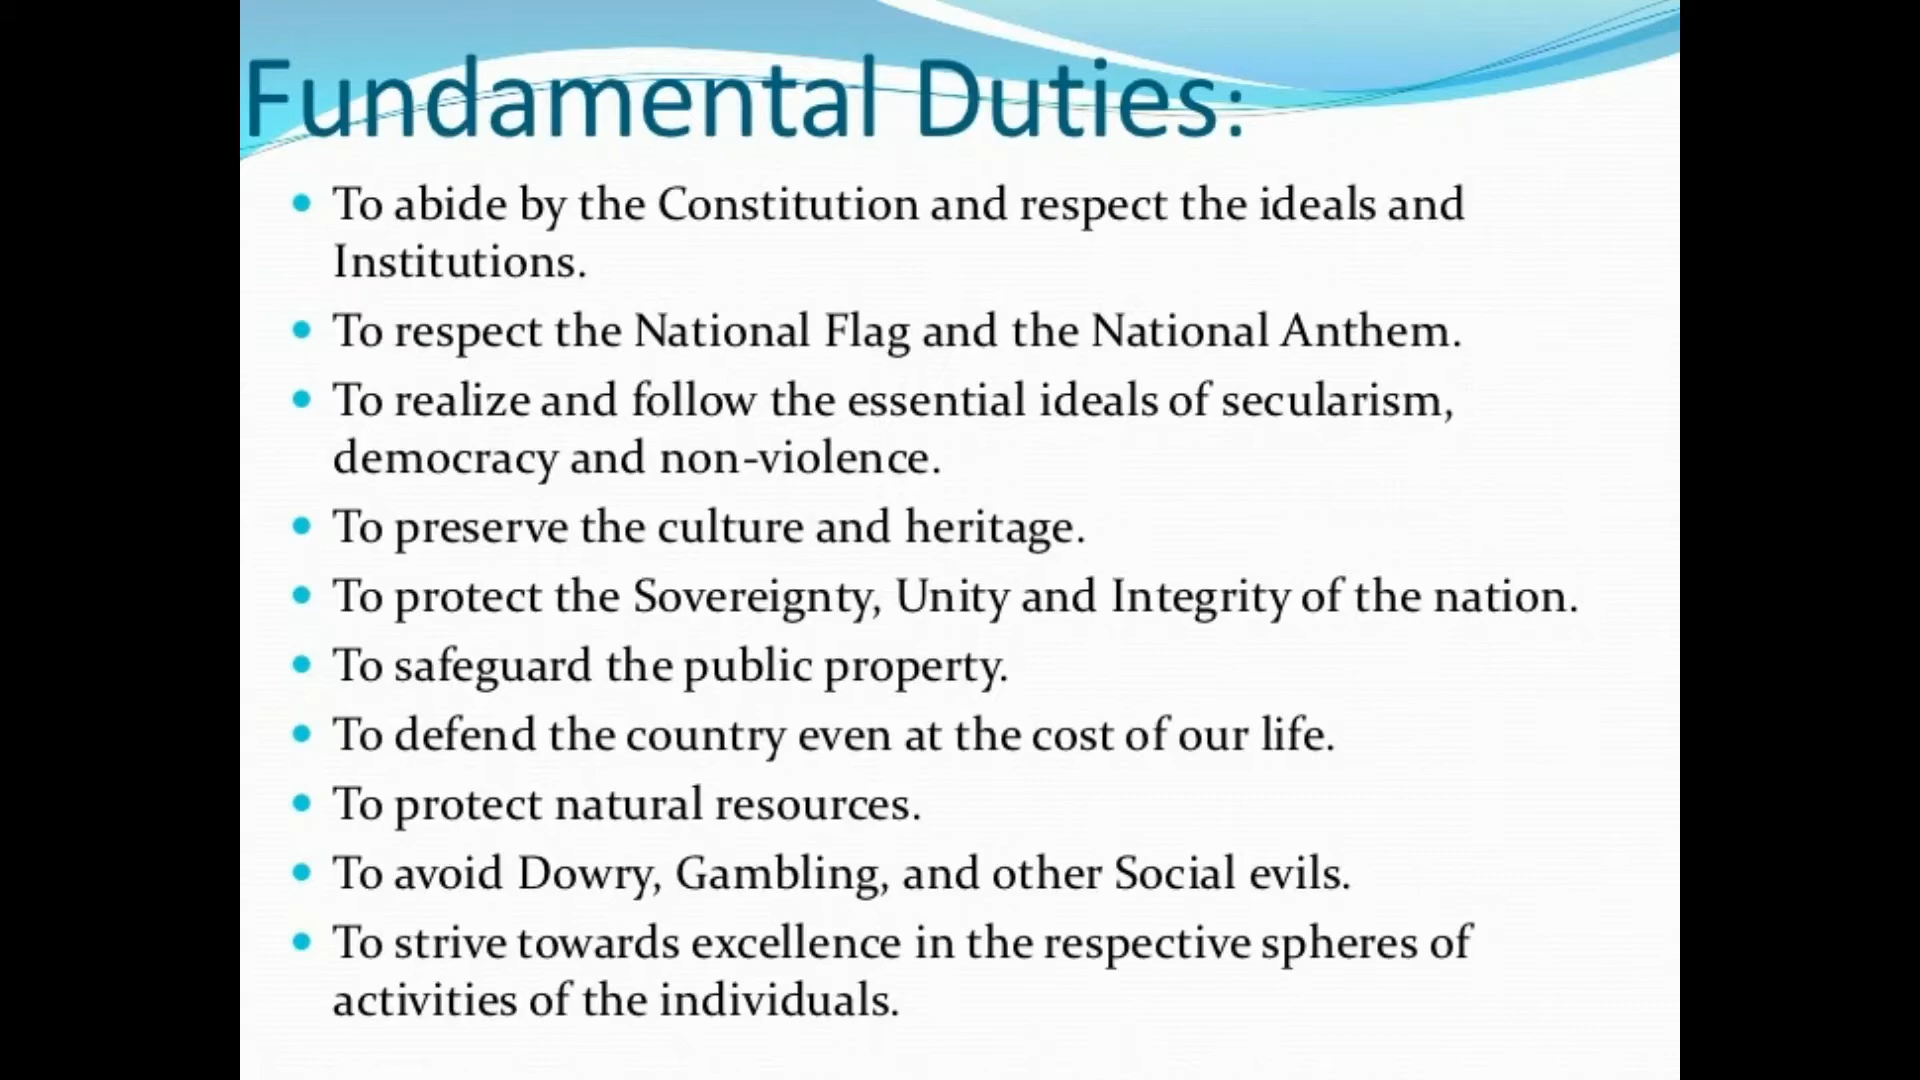 Fundamental Duties:
• To abide by the Constitution and respect the ideals and
Institutions.
• To respect the National Flag and the National Anthem.
• To realize and follow the essential ideals of secularism,
democracy and non-violence.
• To preserve the culture and heritage.
• To protect the Sovereignty, Unity and Integrity of the nation.
• To safeguard the public property.
• To defend the country even at the cost of our life.
• To protect natural resources.
• To avoid Dowry, Gambling, and other Social evils.
• To strive towards excellence in the respective spheres of
activities of the individuals.